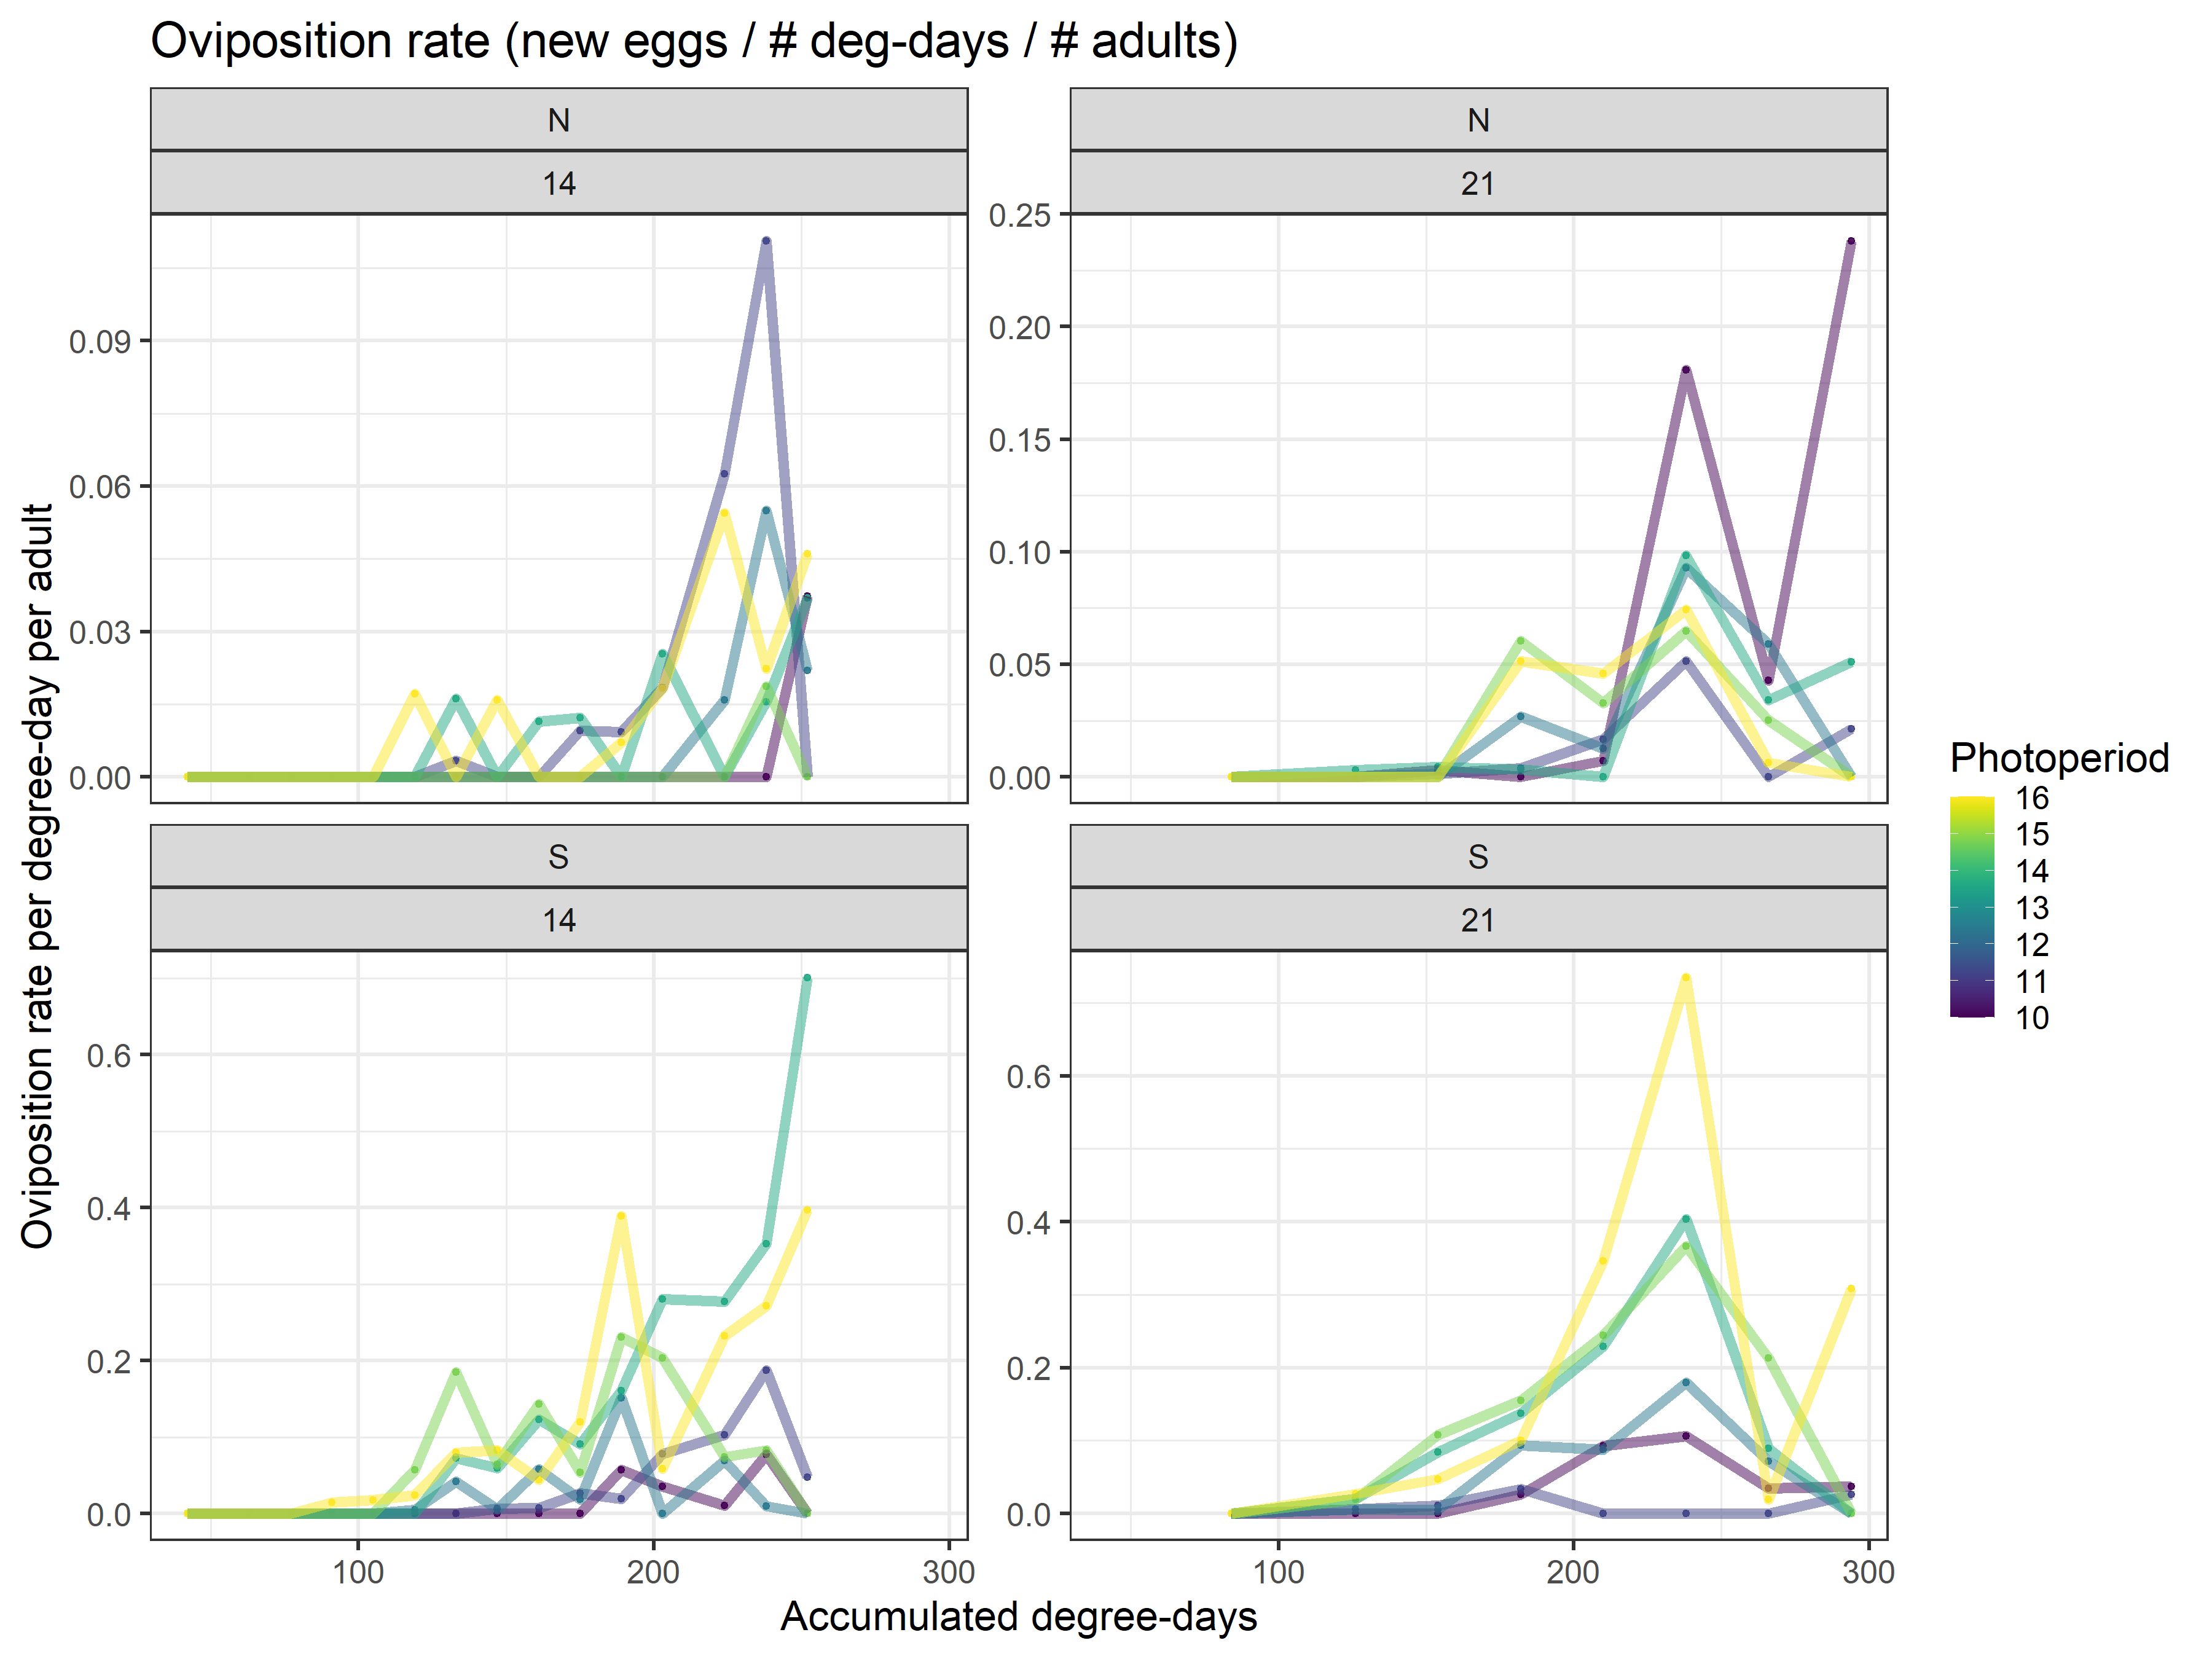 Oviposition rate (new eggs / # deg-days / # adults)
N
14
N
21
0.09
0.06
0.03
0.00
0.25
0.20
0.15
0.10
0.05
0.00
S
14
S
21
0.6
0.4
0.2
0.0
0.6
0.4
0.2
0.0
100 200 300
100 200 300
Accumulated degree-days
Oviposition rate per degree-day per adult
Photoperiod
16
15
14
13
12
11
10